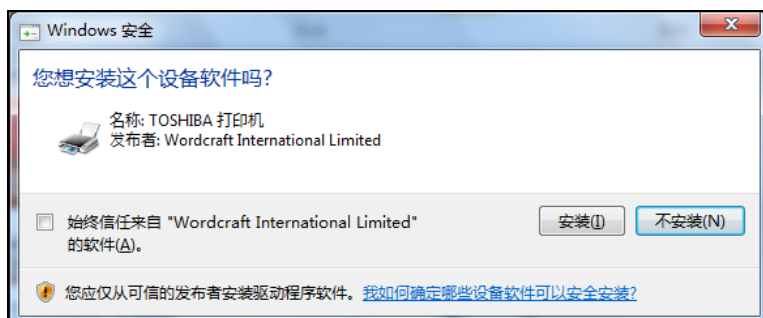 Windows 安全
您想安装这个设备软件吗?
名称: TOSHIBA 打印机
发布者: Wordcraft International Limited
始终信任来自 "Wordcraft International Limited"
的软件(A)。
安装(I)
不安装(N)
您应仅从可信的发布者安装驱动程序软件。我如何确定哪些设备软件可以安全安装?